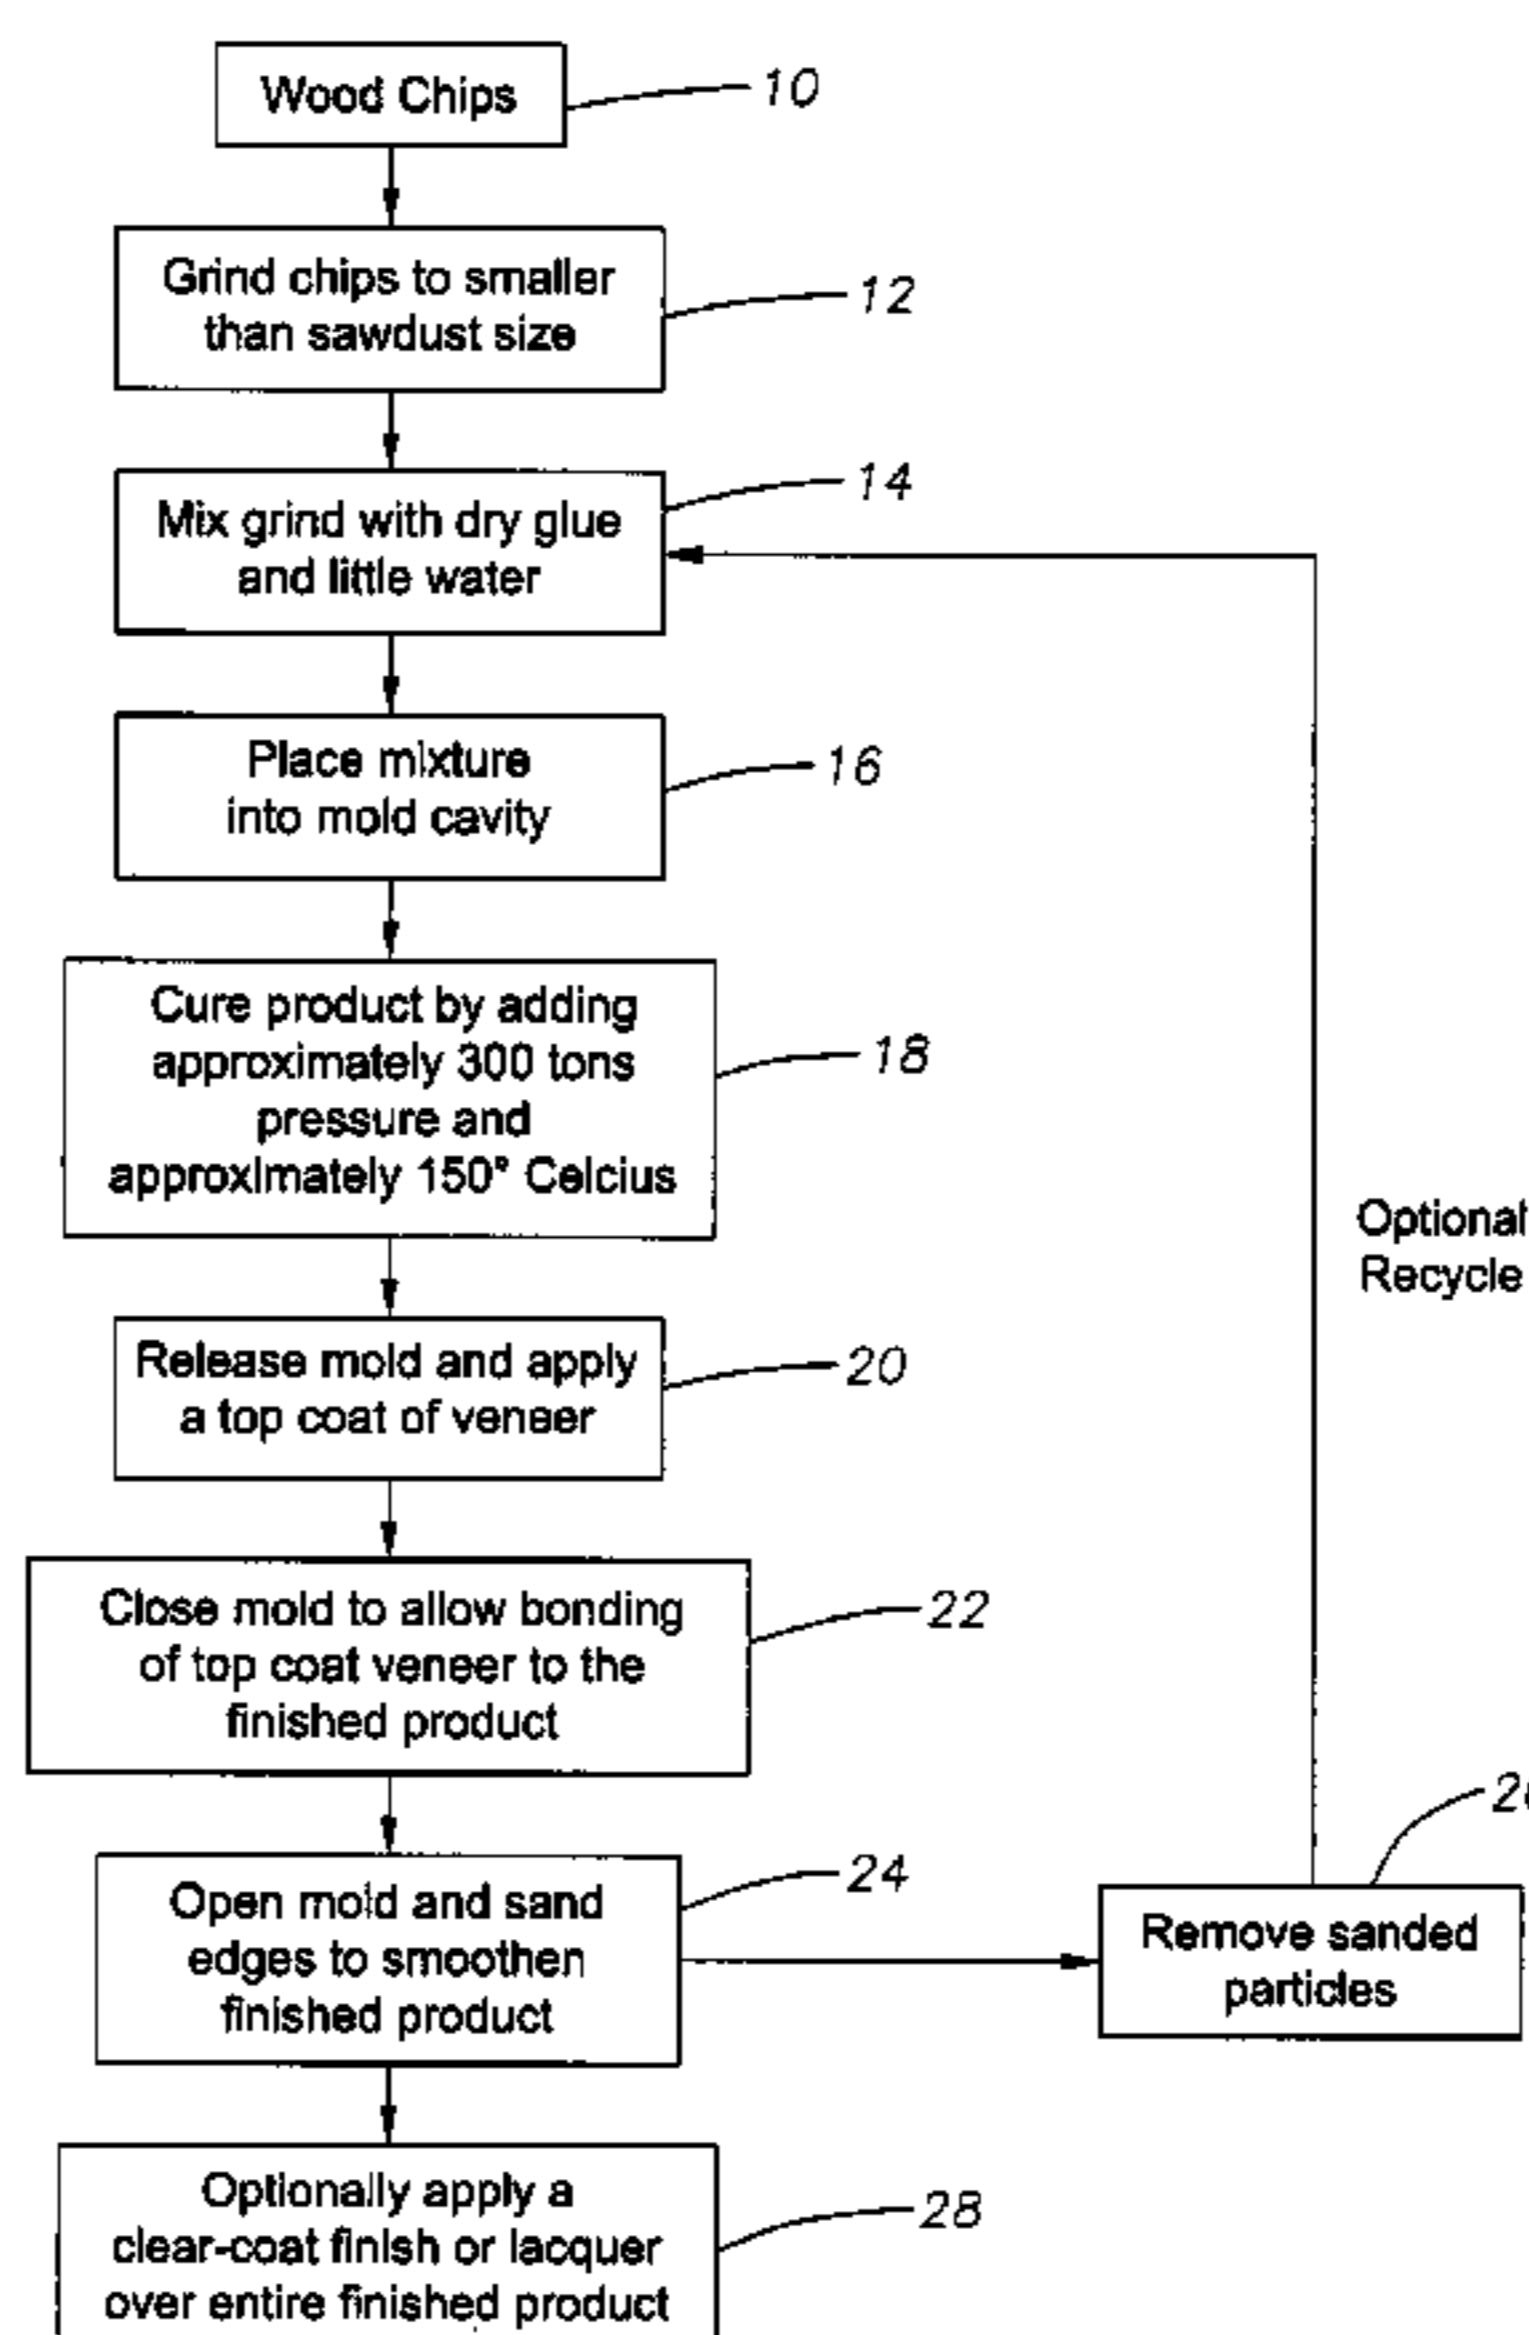 Wood Chips
10
Grind chips to smaller
than sawdust size
12
Mix grind with dry glue
and little water
14
Place mixture
into mold cavity
16
Cure product by adding
approximately 300 tons
pressure and
approximately 150° Celcius
18
Optional
Recycle
Release mold and apply
a top coat of veneer
20
Close mold to allow bonding
of top coat veneer to the
finished product
22
Open mold and sand
edges to smoothen
finished product
24
Remove sanded
particles
Optionally apply a
clear-coat finish or lacquer
over entire finished product
28